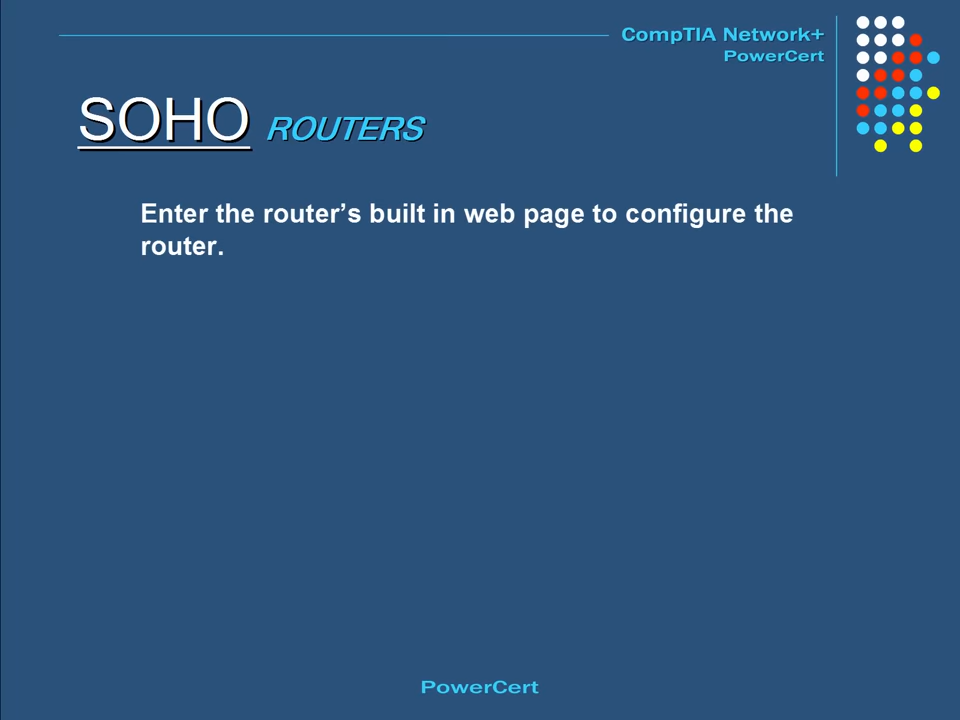 CompTIA Network+
PowerCert
SOHO ROUTERS
Enter the router’s built in web page to configure the
router.
PowerCert